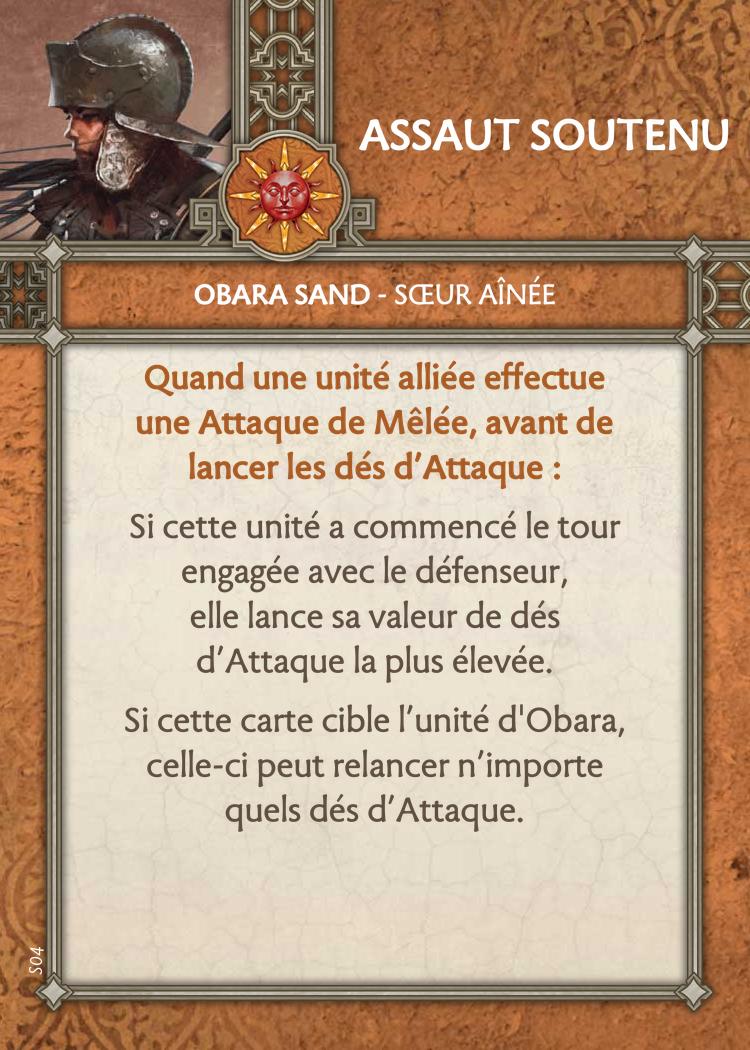 ASSAUT SOUTENU
OBARA SAND - SŒUR AÎNÉE
Quand une unité alliée effectue
une Attaque de Mêlée, avant de
lancer les dés d’Attaque :
Si cette unité a commencé le tour
engagée avec le défenseur,
elle lance sa valeur de dés
d’Attaque la plus élevée.
Si cette carte cible l’unité d'Obara,
celle-ci peut relancer n’importe
quels dés d’Attaque.
S04